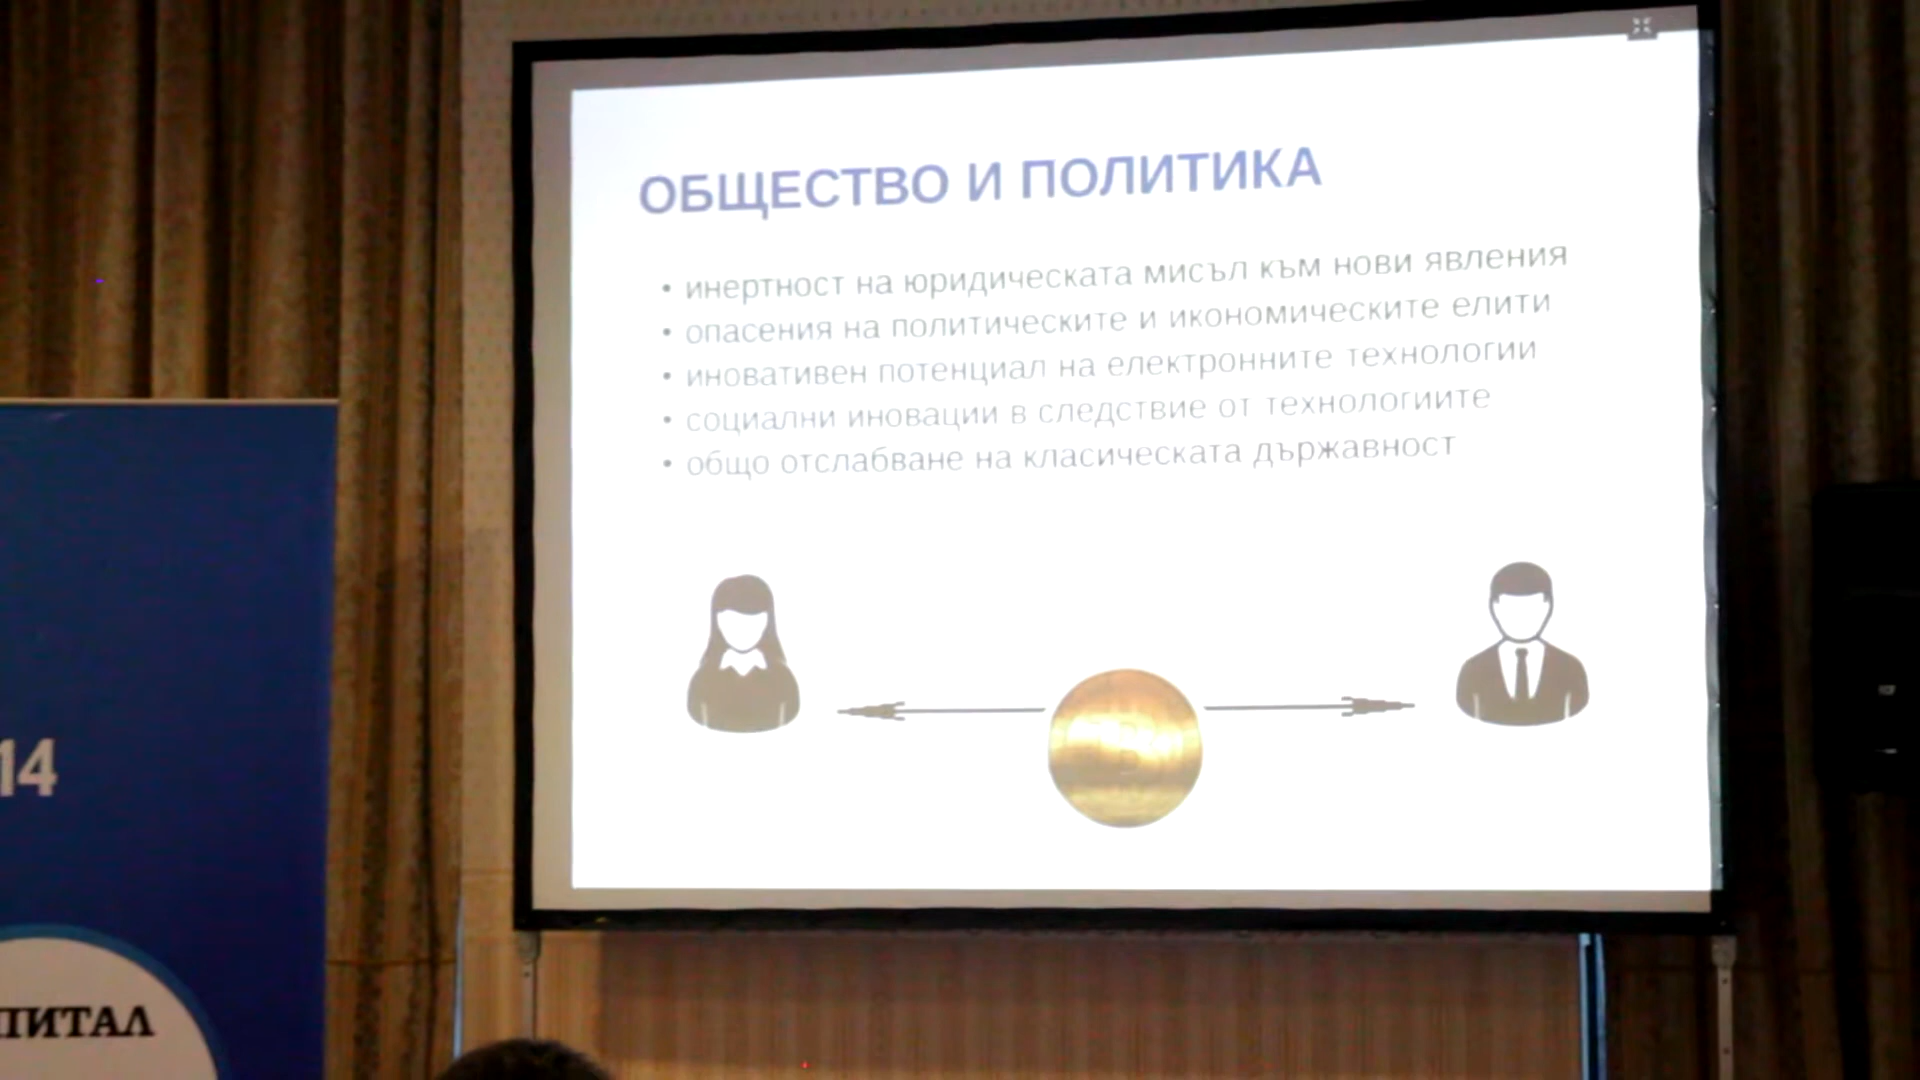 ОБЩЕСТВО И ПОЛИТИКА
• инертност на юридическата мисъл към нови явления
• опасения на политическите и икономическите елити
• иновативен потенциал на електронните технологии
• социални иновации в следствие от технологиите
• общо отслабване на класическата държавност
14
ПИТАЛ